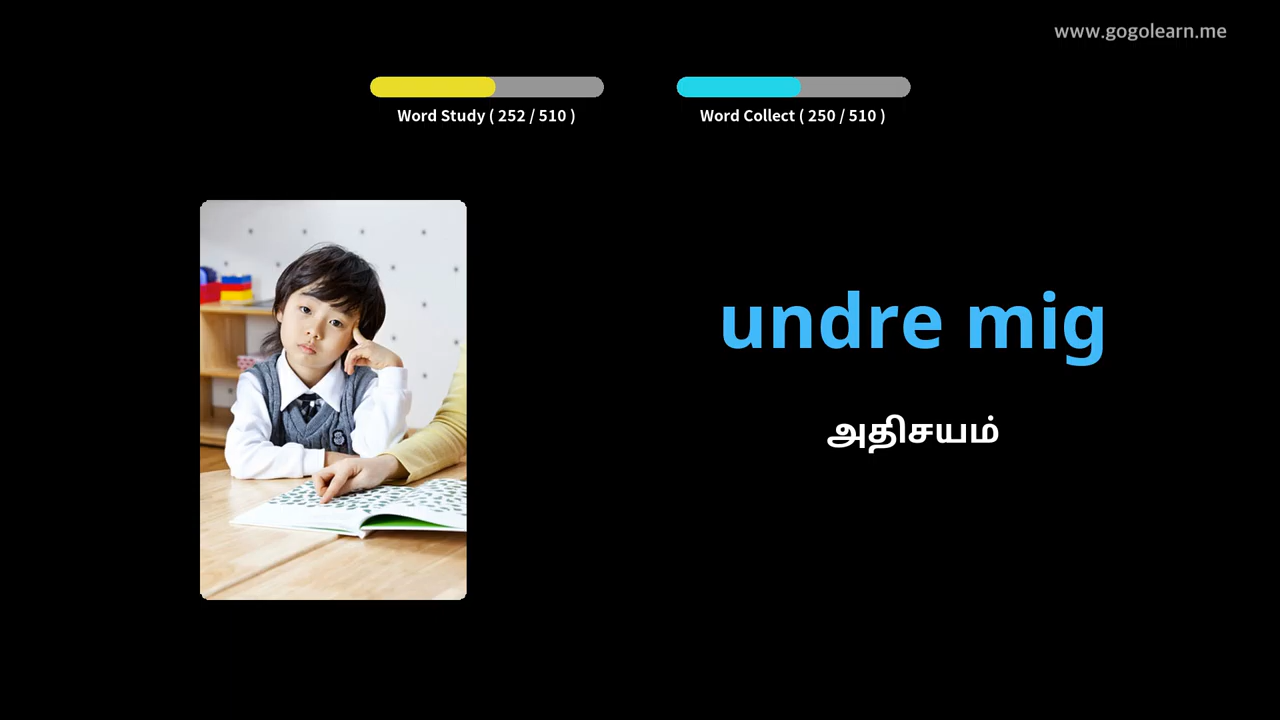 www.gogolearn.me
Word Study ( 252 / 510 )
Word Collect ( 250 / 510 )
undre mig
அதிசயம்